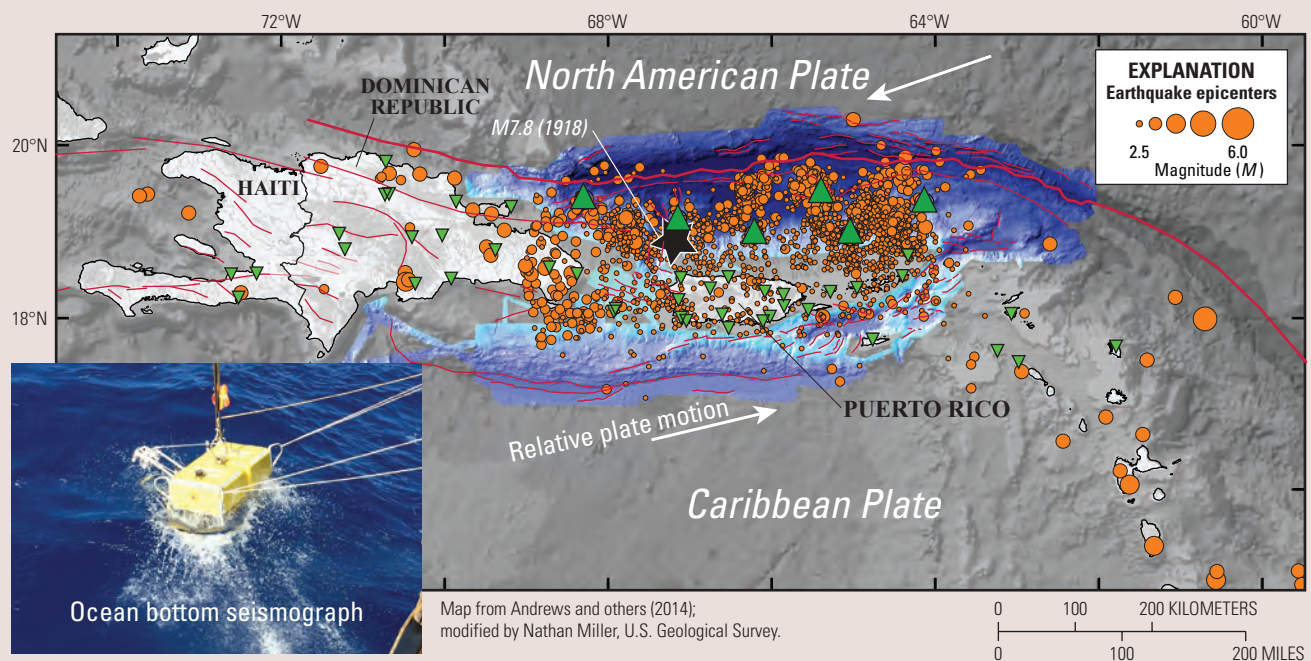 72°W
68°W
64°W
60°W
20°N
18°N
North American Plate
DOMINICAN
REPUBLIC
M7.8 (1918)
HAITI
EXPLANATION
Earthquake epicenters
2.5
6.0
Magnitude (M)
PUERTO RICO
Relative plate motion
Caribbean Plate
Ocean bottom seismograph
Map from Andrews and others (2014);
modified by Nathan Miller, U.S. Geological Survey.
0 100 200 KILOMETERS
0 100 200 MILES